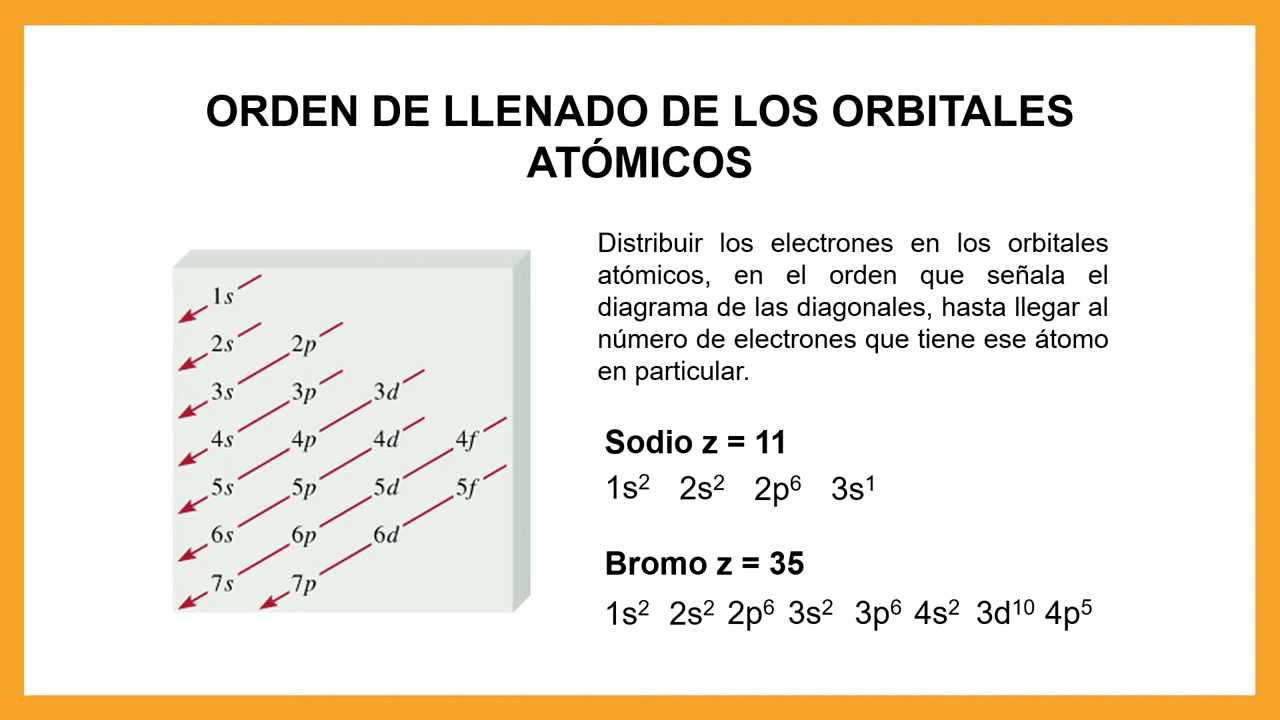 ORDEN DE LLENADO DE LOS ORBITALES
ATÓMICOS
1s
2s 2p
3s 3p 3d
4s 4p 4d 4f
5s 5p 5d 5f
6s 6p 6d
7s 7p
Distribuir los electrones en los orbitales
atómicos, en el orden que señala el
diagrama de las diagonales, hasta llegar al
número de electrones que tiene ese átomo
en particular.
Sodio z = 11
1s² 2s² 2p⁶ 3s¹
Bromo z = 35
1s² 2s² 2p⁶ 3s² 3p⁶ 4s² 3d¹⁰ 4p⁵